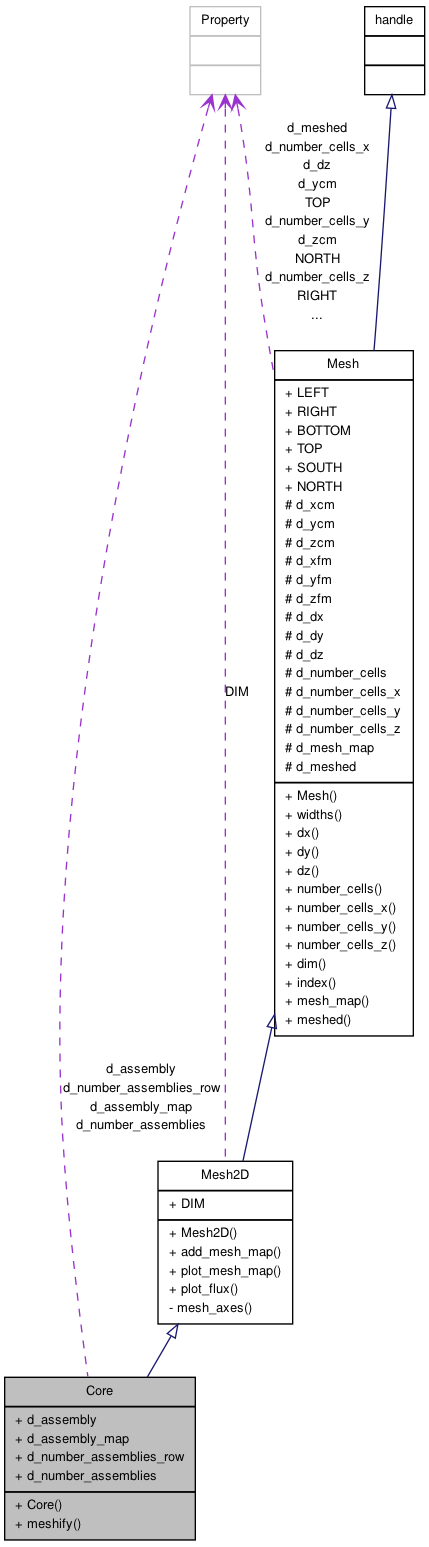 Property
handle
d_meshed
d_number_cells_x
d_dz
d_ycm
TOP
d_number_cells_y
d_zcm
NORTH
d_number_cells_z
RIGHT
...
Mesh
+ LEFT
+ RIGHT
+ BOTTOM
+ TOP
+ SOUTH
+ NORTH
# d_xcm
# d_ycm
# d_zcm
# d_xfm
# d_yfm
# d_zfm
# d_dx
# d_dy
# d_dz
# d_number_cells
# d_number_cells_x
# d_number_cells_y
# d_number_cells_z
# d_mesh_map
# d_meshed
+ Mesh()
+ widths()
+ dx()
+ dy()
+ dz()
+ number_cells()
+ number_cells_x()
+ number_cells_y()
+ number_cells_z()
+ dim()
+ index()
+ mesh_map()
+ meshed()
DIM
d_assembly
d_number_assemblies_row
d_assembly_map
d_number_assemblies
Mesh2D
+ DIM
+ Mesh2D()
+ add_mesh_map()
+ plot_mesh_map()
+ plot_flux()
- mesh_axes()
Core
+ d_assembly
+ d_assembly_map
+ d_number_assemblies_row
+ d_number_assemblies
+ Core()
+ meshify()